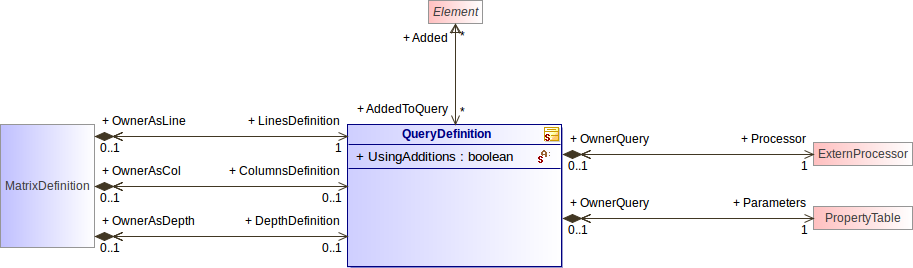 Element
+ Added
*
+ AddedToQuery
*
+ OwnerAsLine
+ LinesDefinition
0..1
1
QueryDefinition
+ UsingAdditions : boolean
+ OwnerQuery
+ Processor
0..1
1
ExternProcessor
MatrixDefinition
+ OwnerAsCol
+ ColumnsDefinition
0..1
0..1
+ OwnerQuery
+ Parameters
0..1
1
PropertyTable
+ OwnerAsDepth
+ DepthDefinition
0..1
0..1